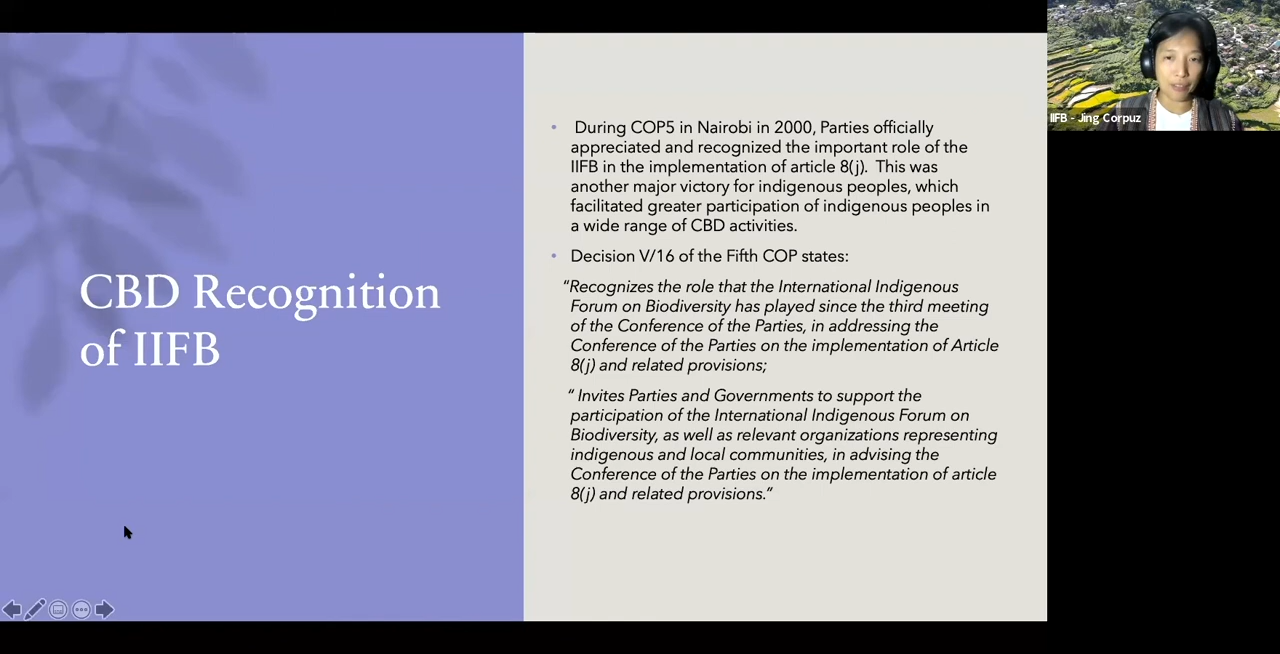 CBD Recognition
of IIFB
• During COP5 in Nairobi in 2000, Parties officially
appreciated and recognized the important role of the
IIFB in the implementation of article 8(j).  This was
another major victory for indigenous peoples, which
facilitated greater participation of indigenous peoples in
a wide range of CBD activities.
• Decision V/16 of the Fifth COP states:
“Recognizes the role that the International Indigenous
Forum on Biodiversity has played since the third meeting
of the Conference of the Parties, in addressing the
Conference of the Parties on the implementation of Article
8(j) and related provisions;
“ Invites Parties and Governments to support the
participation of the International Indigenous Forum on
Biodiversity, as well as relevant organizations representing
indigenous and local communities, in advising the
Conference of the Parties on the implementation of article
8(j) and related provisions.”
IIFB - Jing Corpuz